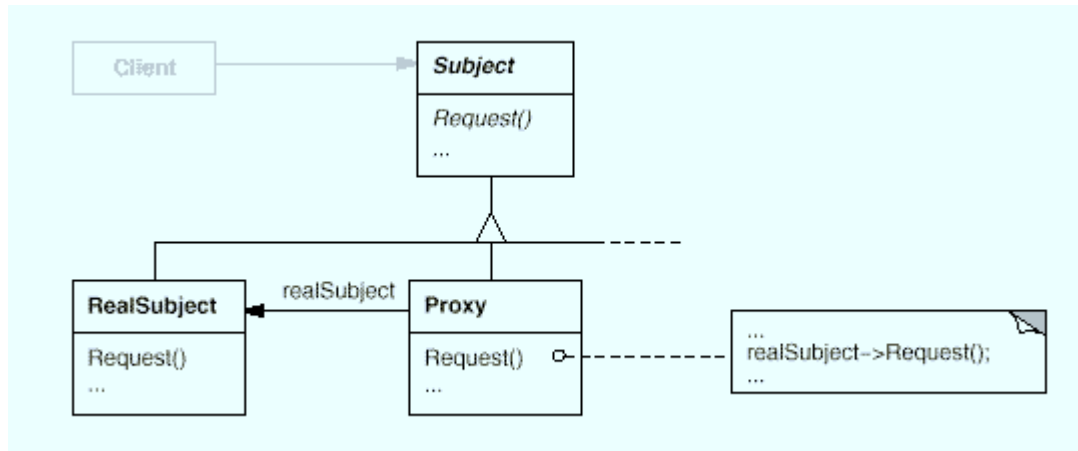 Client
Subject
Request()
...
realSubject
RealSubject
Request()
...
Proxy
Request()
...
...
realSubject->Request();
...